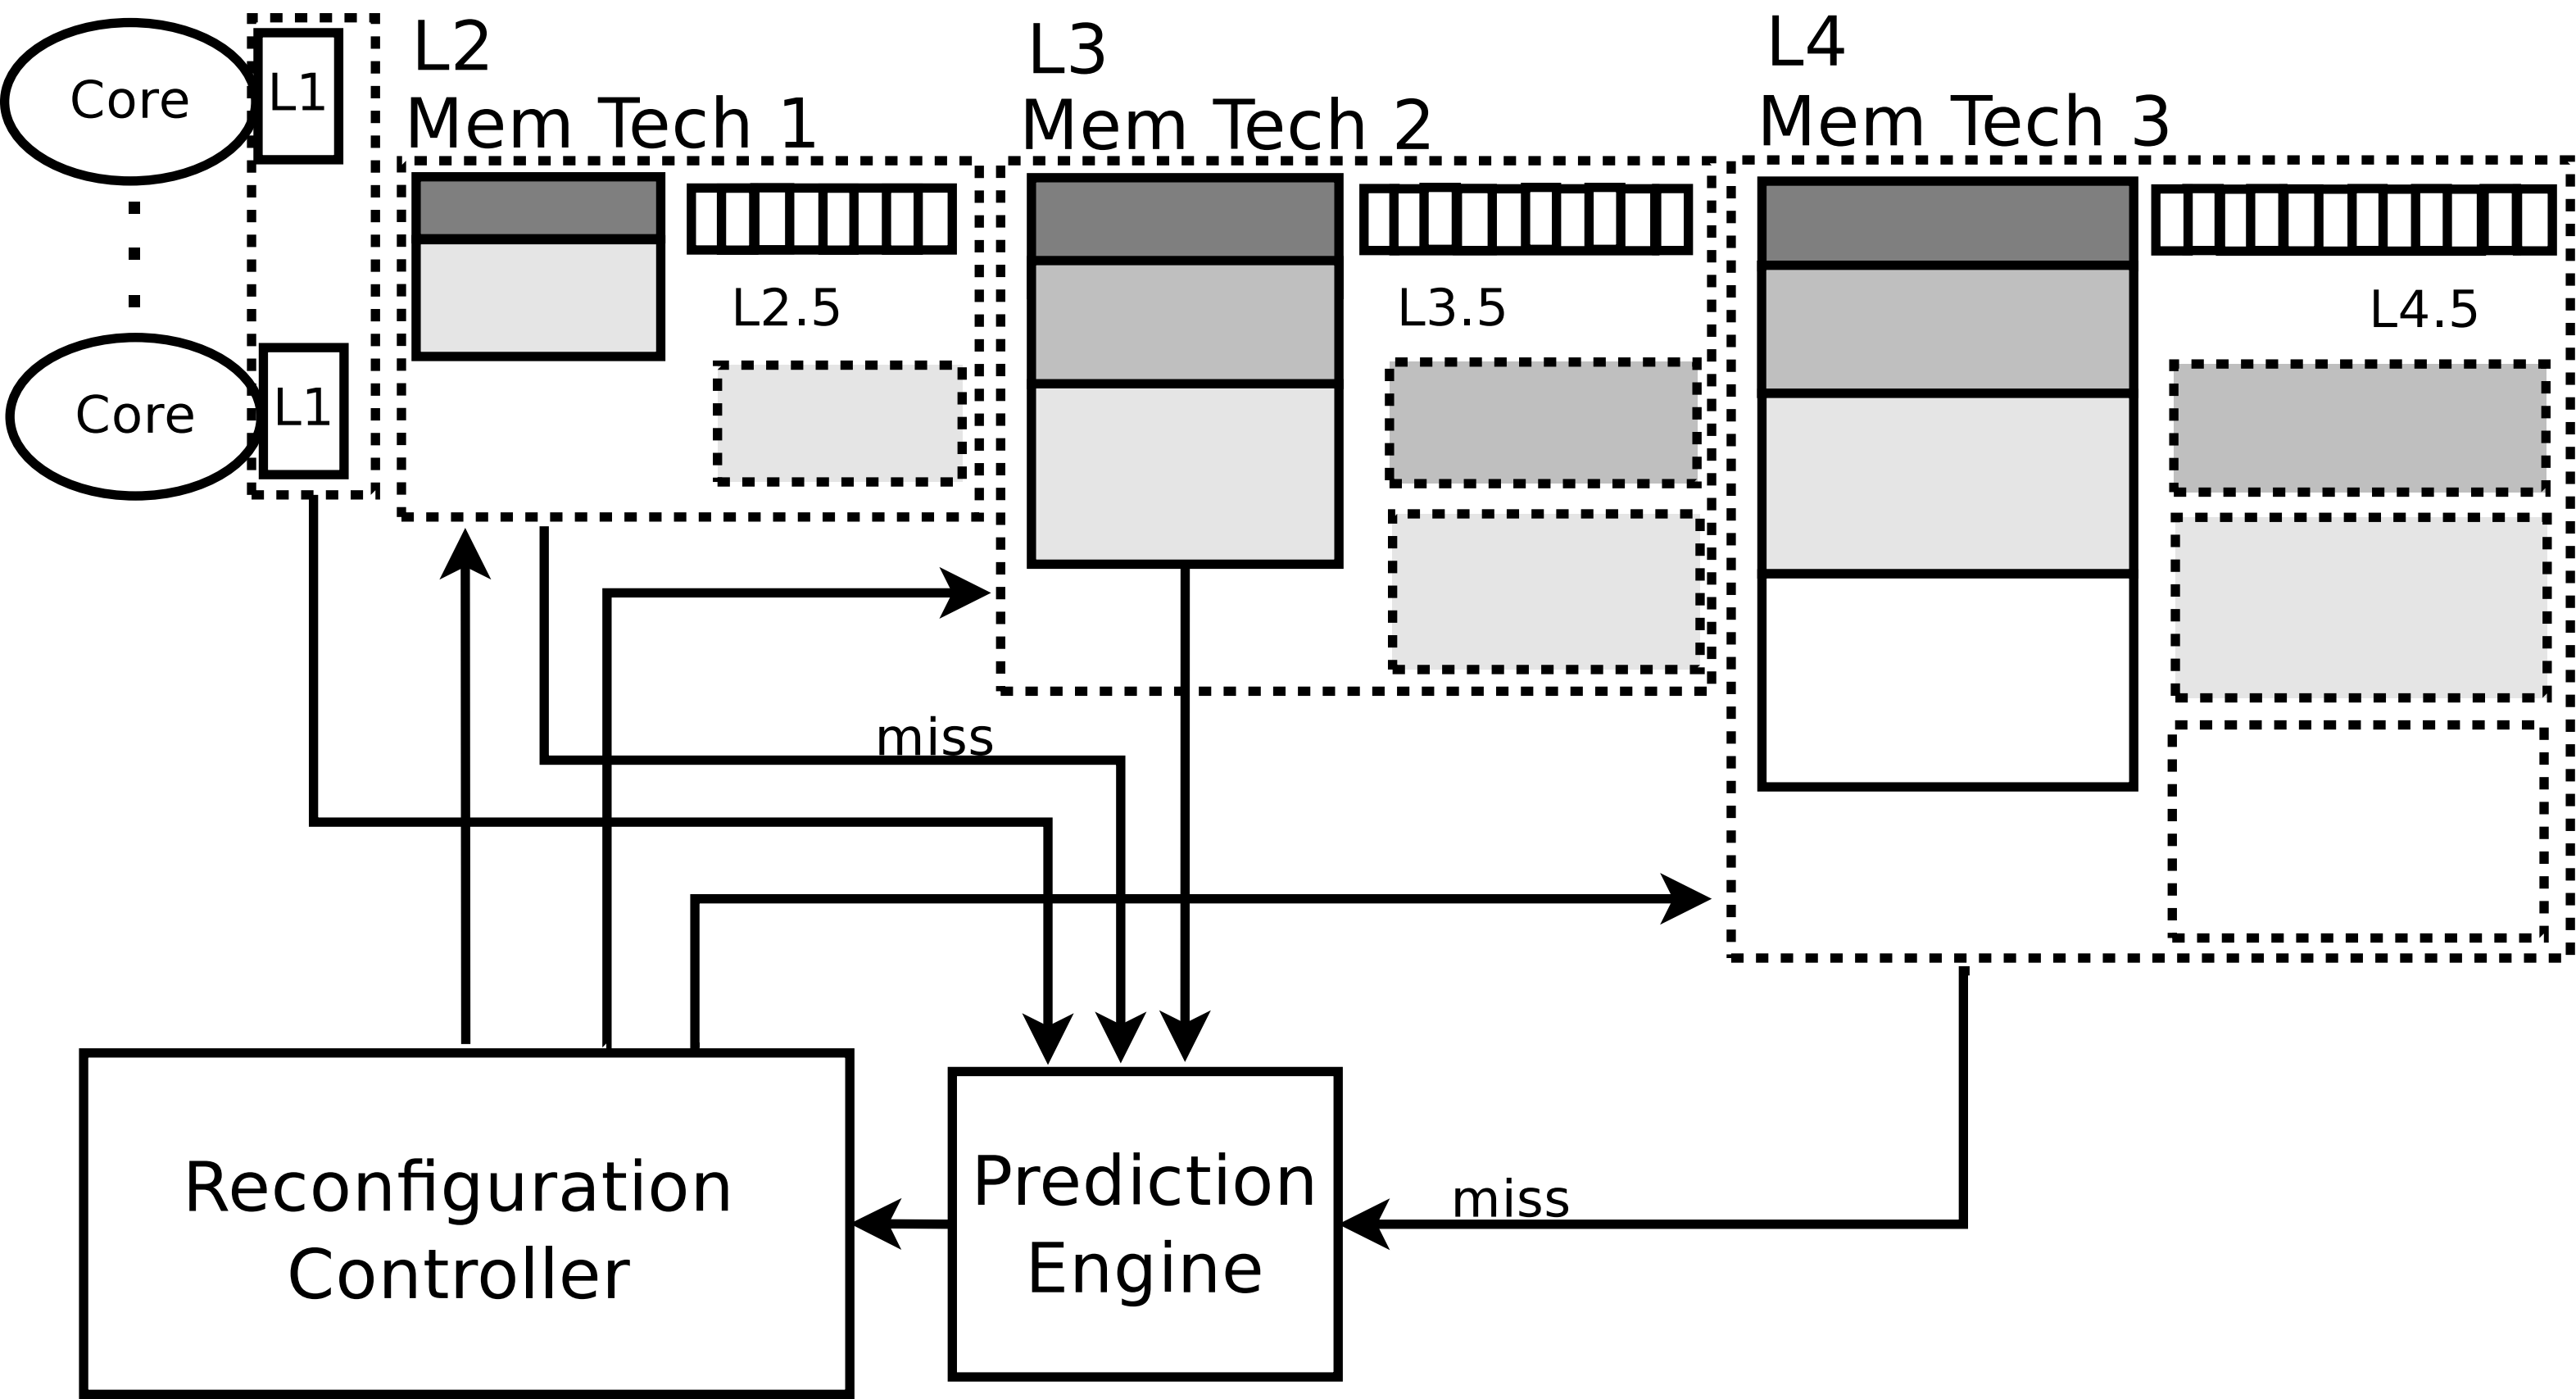 Core
L1
L2
Mem Tech 1
L3
Mem Tech 2
L4
Mem Tech 3
L2.5
L3.5
L4.5
Core
L1
miss
Reconfiguration
Controller
Prediction
Engine
miss